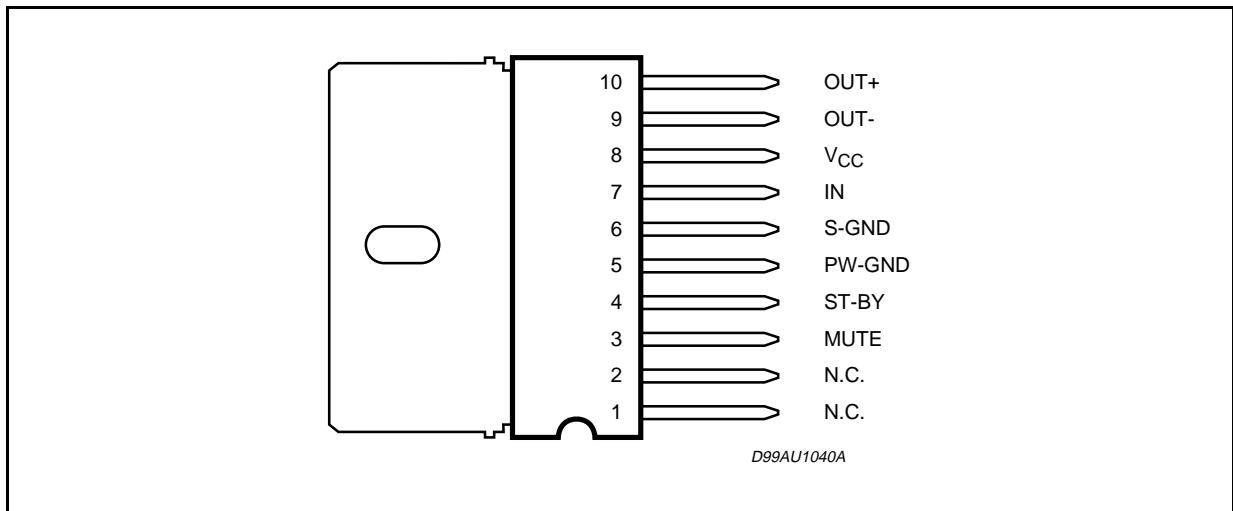 10 OUT+
9 OUT-
8 VCC
7 IN
6 S-GND
5 PW-GND
4 ST-BY
3 MUTE
2 N.C.
1 N.C.
D99AU1040A